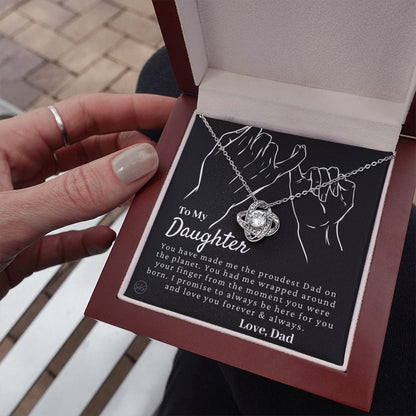 To My
Daughter
You have made me the proudest Dad on
the planet. You had me wrapped around
your finger from the moment you were
born. I promise to always be here for you
and love you forever & always.
Love, Dad